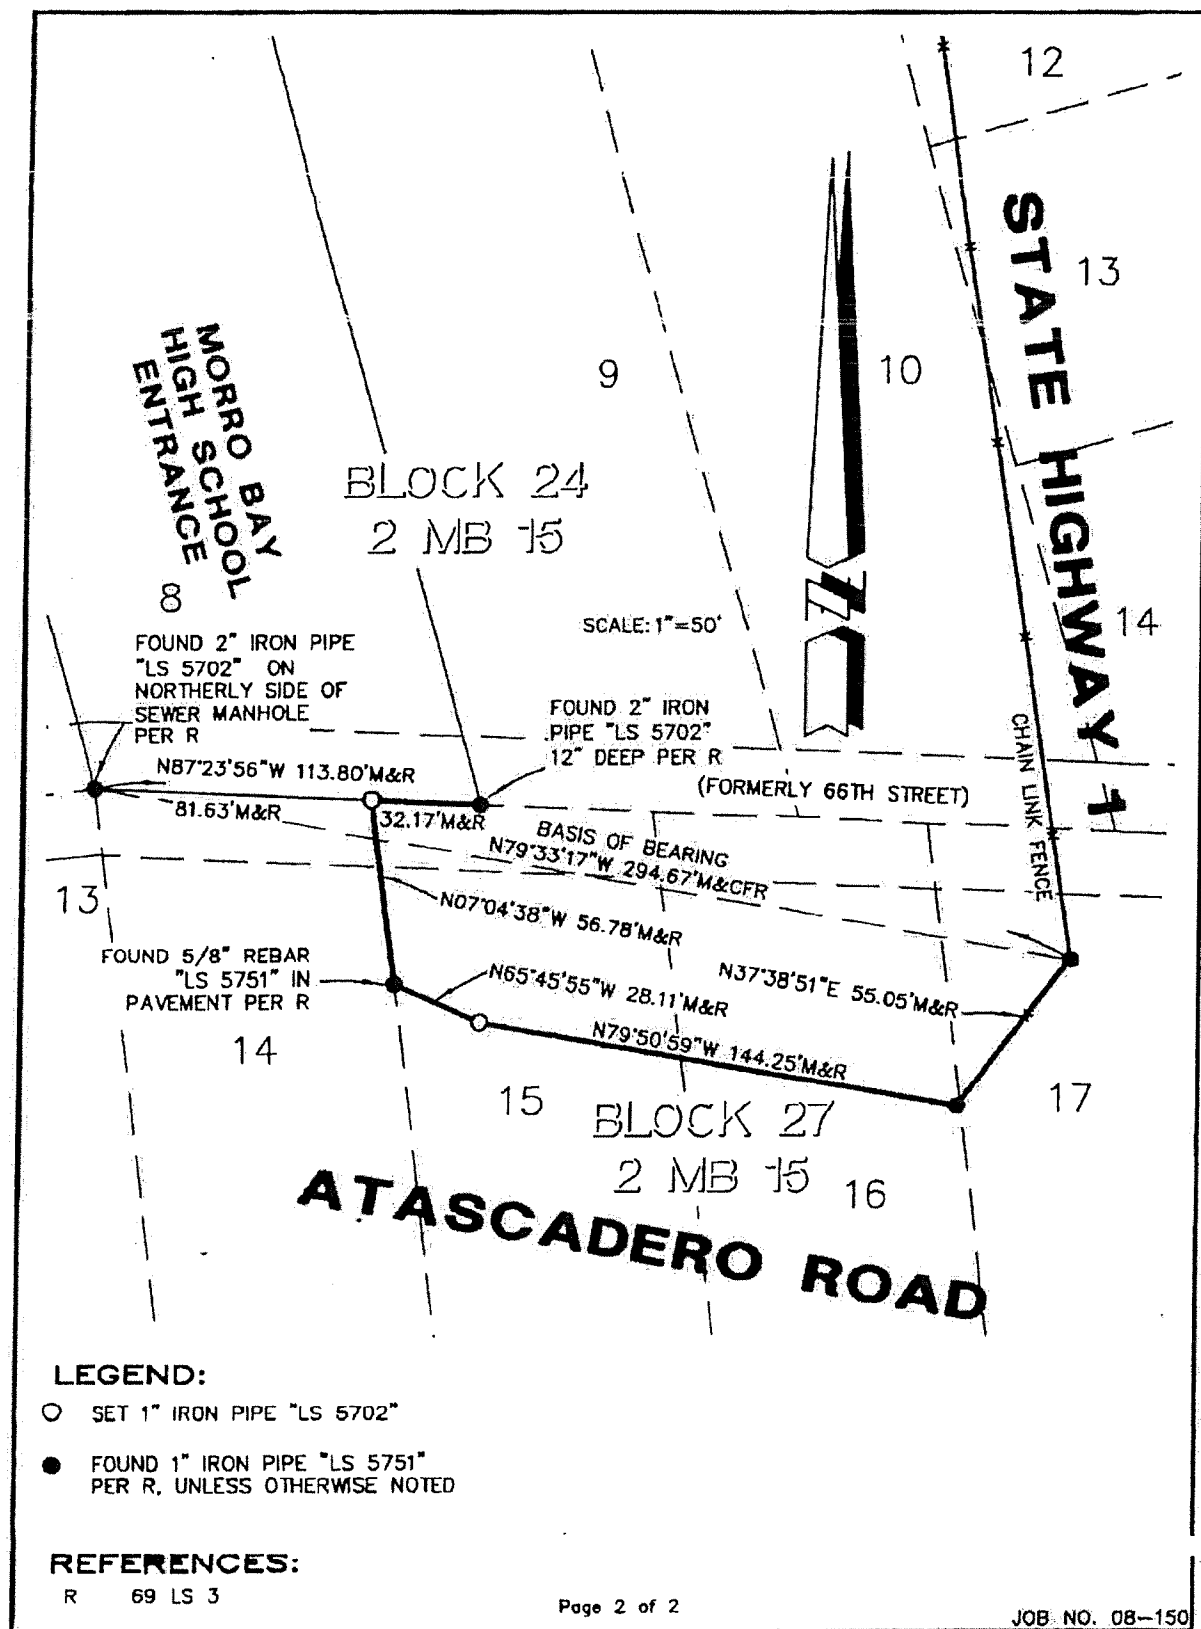 12
STATE HIGHWAY 1
13
10
9
MORRO BAY
HIGH SCHOOL
ENTRANCE
BLOCK 24
2 MB 15
8
SCALE: 1"=50'
14
FOUND 2" IRON PIPE
"LS 5702" ON
NORTHERLY SIDE OF
SEWER MANHOLE
PER R
FOUND 2" IRON
PIPE "LS 5702"
12" DEEP PER R
CHAIN LINK FENCE
N87°23'56"W 113.80'M&R
(FORMERLY 66TH STREET)
81.63'M&R
32.17'M&R
BASIS OF BEARING
N79°33'17"W 294.67'M&CFR
13
N07°04'38"W 56.78'M&R
FOUND 5/8" REBAR
"LS 5751" IN
PAVEMENT PER R
N65°45'55"W 28.11'M&R
N37°38'51"E 55.05'M&R
N79°50'59"W 144.25'M&R
14
15
17
BLOCK 27
2 MB 15
16
ATASCADERO ROAD
LEGEND:
SET 1" IRON PIPE "LS 5702"
FOUND 1" IRON PIPE "LS 5751"
PER R, UNLESS OTHERWISE NOTED
REFERENCES:
R 69 LS 3
Page 2 of 2
JOB NO. 08-150